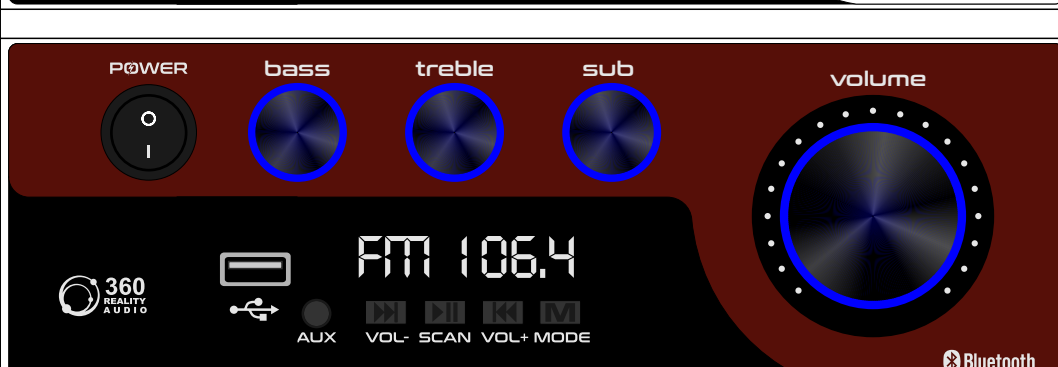 POWER
bass
treble
sub
volume
O
I
FM 106.4
360
REALITY
AUDIO
M
AUX
VOL-
SCAN
VOL+
MODE
Bluetooth